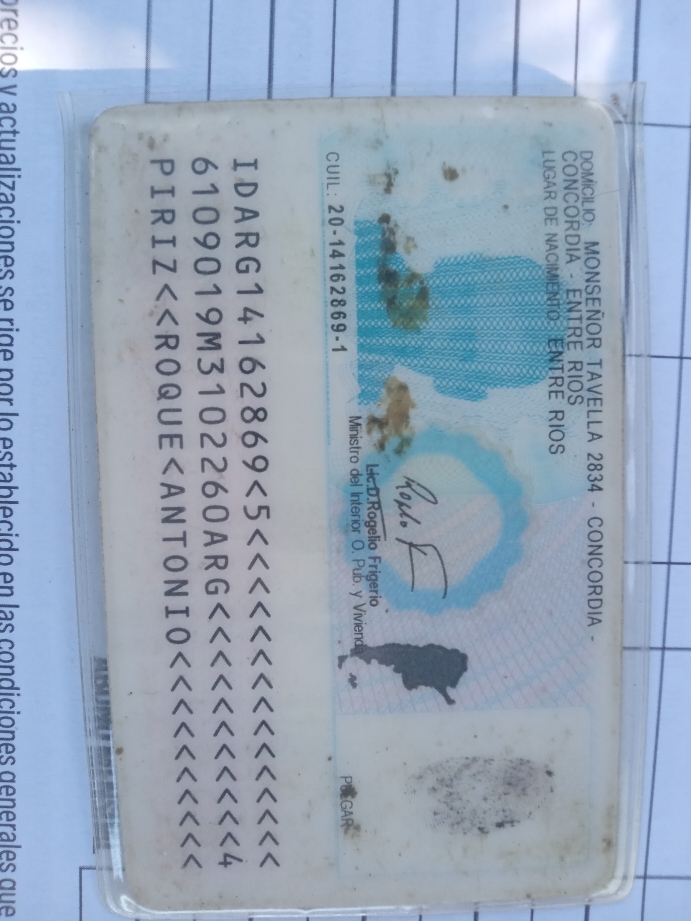 precios y actualizaciones se rige por lo establecido en las condiciones generales que
DOMICILIO: MONSEÑOR TAVELLA 2834 - CONCORDIA -
CONCORDIA - ENTRE RIOS
LUGAR DE NACIMIENTO: ENTRE RIOS
Lic.D.Rogelio Frigerio
Ministro del Interior O. Pub. y Vivienda
CUIL: 20-14162869-1
PULGAR
IDARG14162869<5<<<<<<<<<<<<<<<
6109019M3102260ARG<<<<<<<<<<<4
PIRIZ<<ROQUE<ANTONIO<<<<<<<<<<